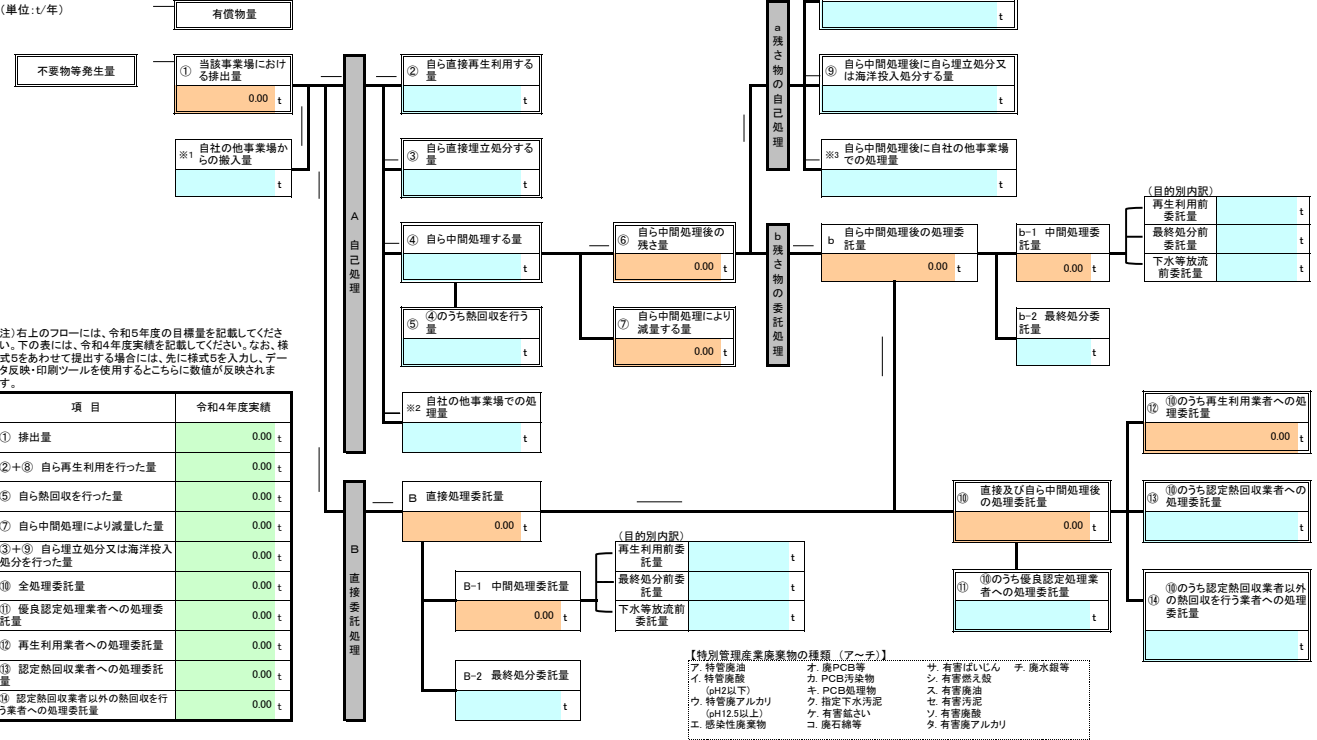 (単位:t/年)
有償物量
t
不要物等発生量
① 当該事業場におけ
る排出量
0.00 t
※1 自社の他事業場か
らの搬入量
t
A
自
己
処
理
② 自ら直接再生利用する
量
t
③ 自ら直接埋立処分する
量
t
④ 自ら中間処理する量
t
⑤ ④のうち熱回収を行う
量
t
※2 自社の他事業場での処
理量
t
⑥ 自ら中間処理後の
残さ量
0.00 t
⑦ 自ら中間処理により
減量する量
0.00 t
a
残
さ
物
の
自
己
処
理
⑨ 自ら中間処理後に自ら埋立処分又
は海洋投入処分する量
t
※3 自ら中間処理後に自社の他事業場
での処理量
t
b
残
さ
物
の
委
託
処
理
b 自ら中間処理後の処理委
託量
0.00 t
b-1 中間処理委
託量
0.00 t
b-2 最終処分委
託量
t
(目的別内訳)
再生利用前
委託量
t
最終処分前
委託量
t
下水等放流
前委託量
t
注)右上のフローには、令和5年度の目標量を記載してくださ
い。下の表には、令和4年度実績を記載してください。なお、様
式5をあわせて提出する場合には、先に様式5を入力し、デー
タ反映・印刷ツールを使用するとこちらに数値が反映されま
す。
項 目 令和4年度実績
① 排出量 0.00 t
②+⑧ 自ら再生利用を行った量 0.00 t
⑤ 自ら熱回収を行った量 0.00 t
⑦ 自ら中間処理により減量した量 0.00 t
③+⑨ 自ら埋立処分又は海洋投入
処分を行った量 0.00 t
⑩ 全処理委託量 0.00 t
⑪ 優良認定処理業者への処理委
託量 0.00 t
⑫ 再生利用業者への処理委託量 0.00 t
⑬ 認定熱回収業者への処理委託
量 0.00 t
⑭ 認定熱回収業者以外の熱回収を行
う業者への処理委託量 0.00 t
B
直
接
委
託
処
理
B 直接処理委託量
0.00 t
B-1 中間処理委託量
0.00 t
B-2 最終処分委託量
t
(目的別内訳)
再生利用前委
託量
t
最終処分前委
託量
t
下水等放流前
委託量
t
⑩ 直接及び自ら中間処理後
の処理委託量
0.00 t
⑪ ⑩のうち優良認定処理業
者への処理委託量
t
⑫ ⑩のうち再生利用業者への処
理委託量
0.00 t
⑬ ⑩のうち認定熱回収業者への
処理委託量
t
⑭ ⑩のうち認定熱回収業者以外
の熱回収を行う業者への処理
委託量
t
【特別管理産業廃棄物の種類 (ア~チ)】
ア. 特管廃油 オ. 廃PCB等 サ. 有害ばいじん チ. 廃水銀等
イ. 特管廃酸 カ. PCB汚染物 シ. 有害燃え殻
(pH2以下) キ. PCB処理物 ス. 有害廃油
ウ. 特管廃アルカリ ク. 指定下水汚泥 セ. 有害汚泥
(pH12.5以上) ケ. 有害鉱さい ソ. 有害廃酸
エ. 感染性廃棄物 コ. 廃石綿等 タ. 有害廃アルカリ